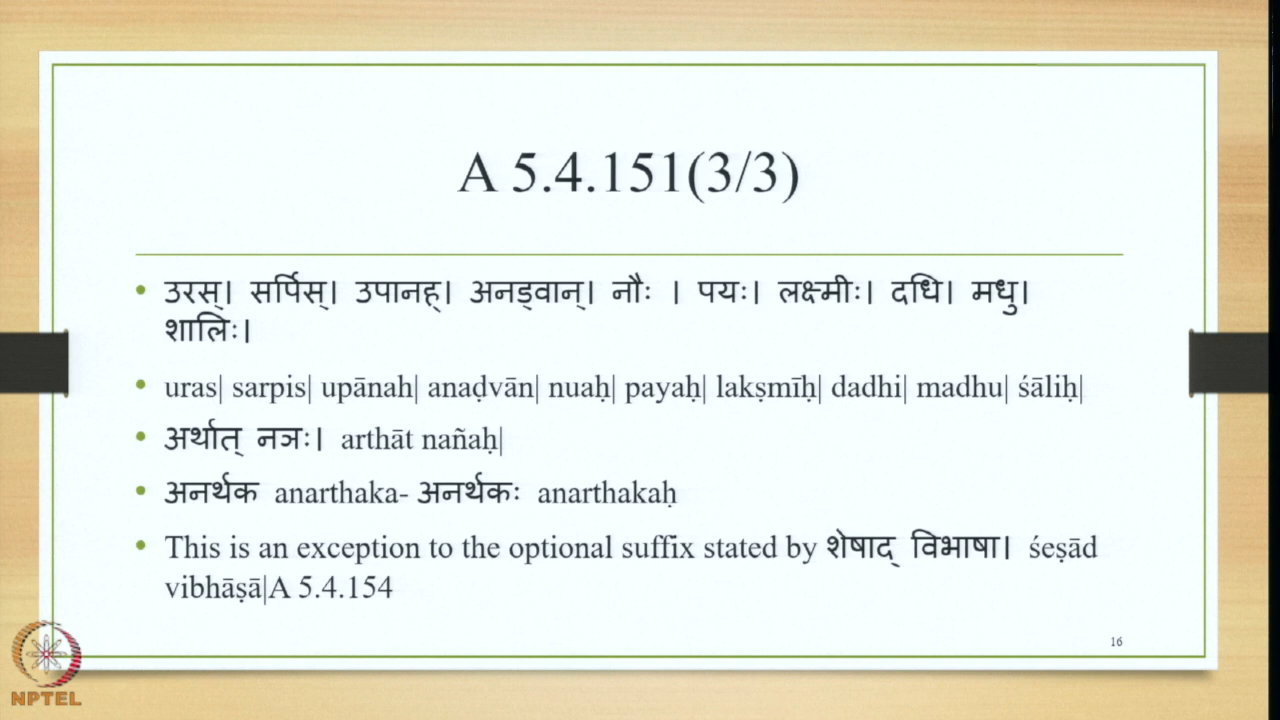 A 5.4.151(3/3)
• उरस्। सर्पिस्। उपानह्। अनड्वान्। नौः । पयः। लक्ष्मीः। दधि। मधु।
शालिः।
• uras| sarpis| upānah| anaḍvān| nuaḥ| payaḥ| lakṣmīḥ| dadhi| madhu| śāliḥ|
• अर्थात् नञः। arthāt nañaḥ|
• अनर्थक anarthaka- अनर्थकः anarthakaḥ
• This is an exception to the optional suffix stated by शेषाद् विभाषा। śeṣād
vibhāṣā|A 5.4.154
16
NPTEL